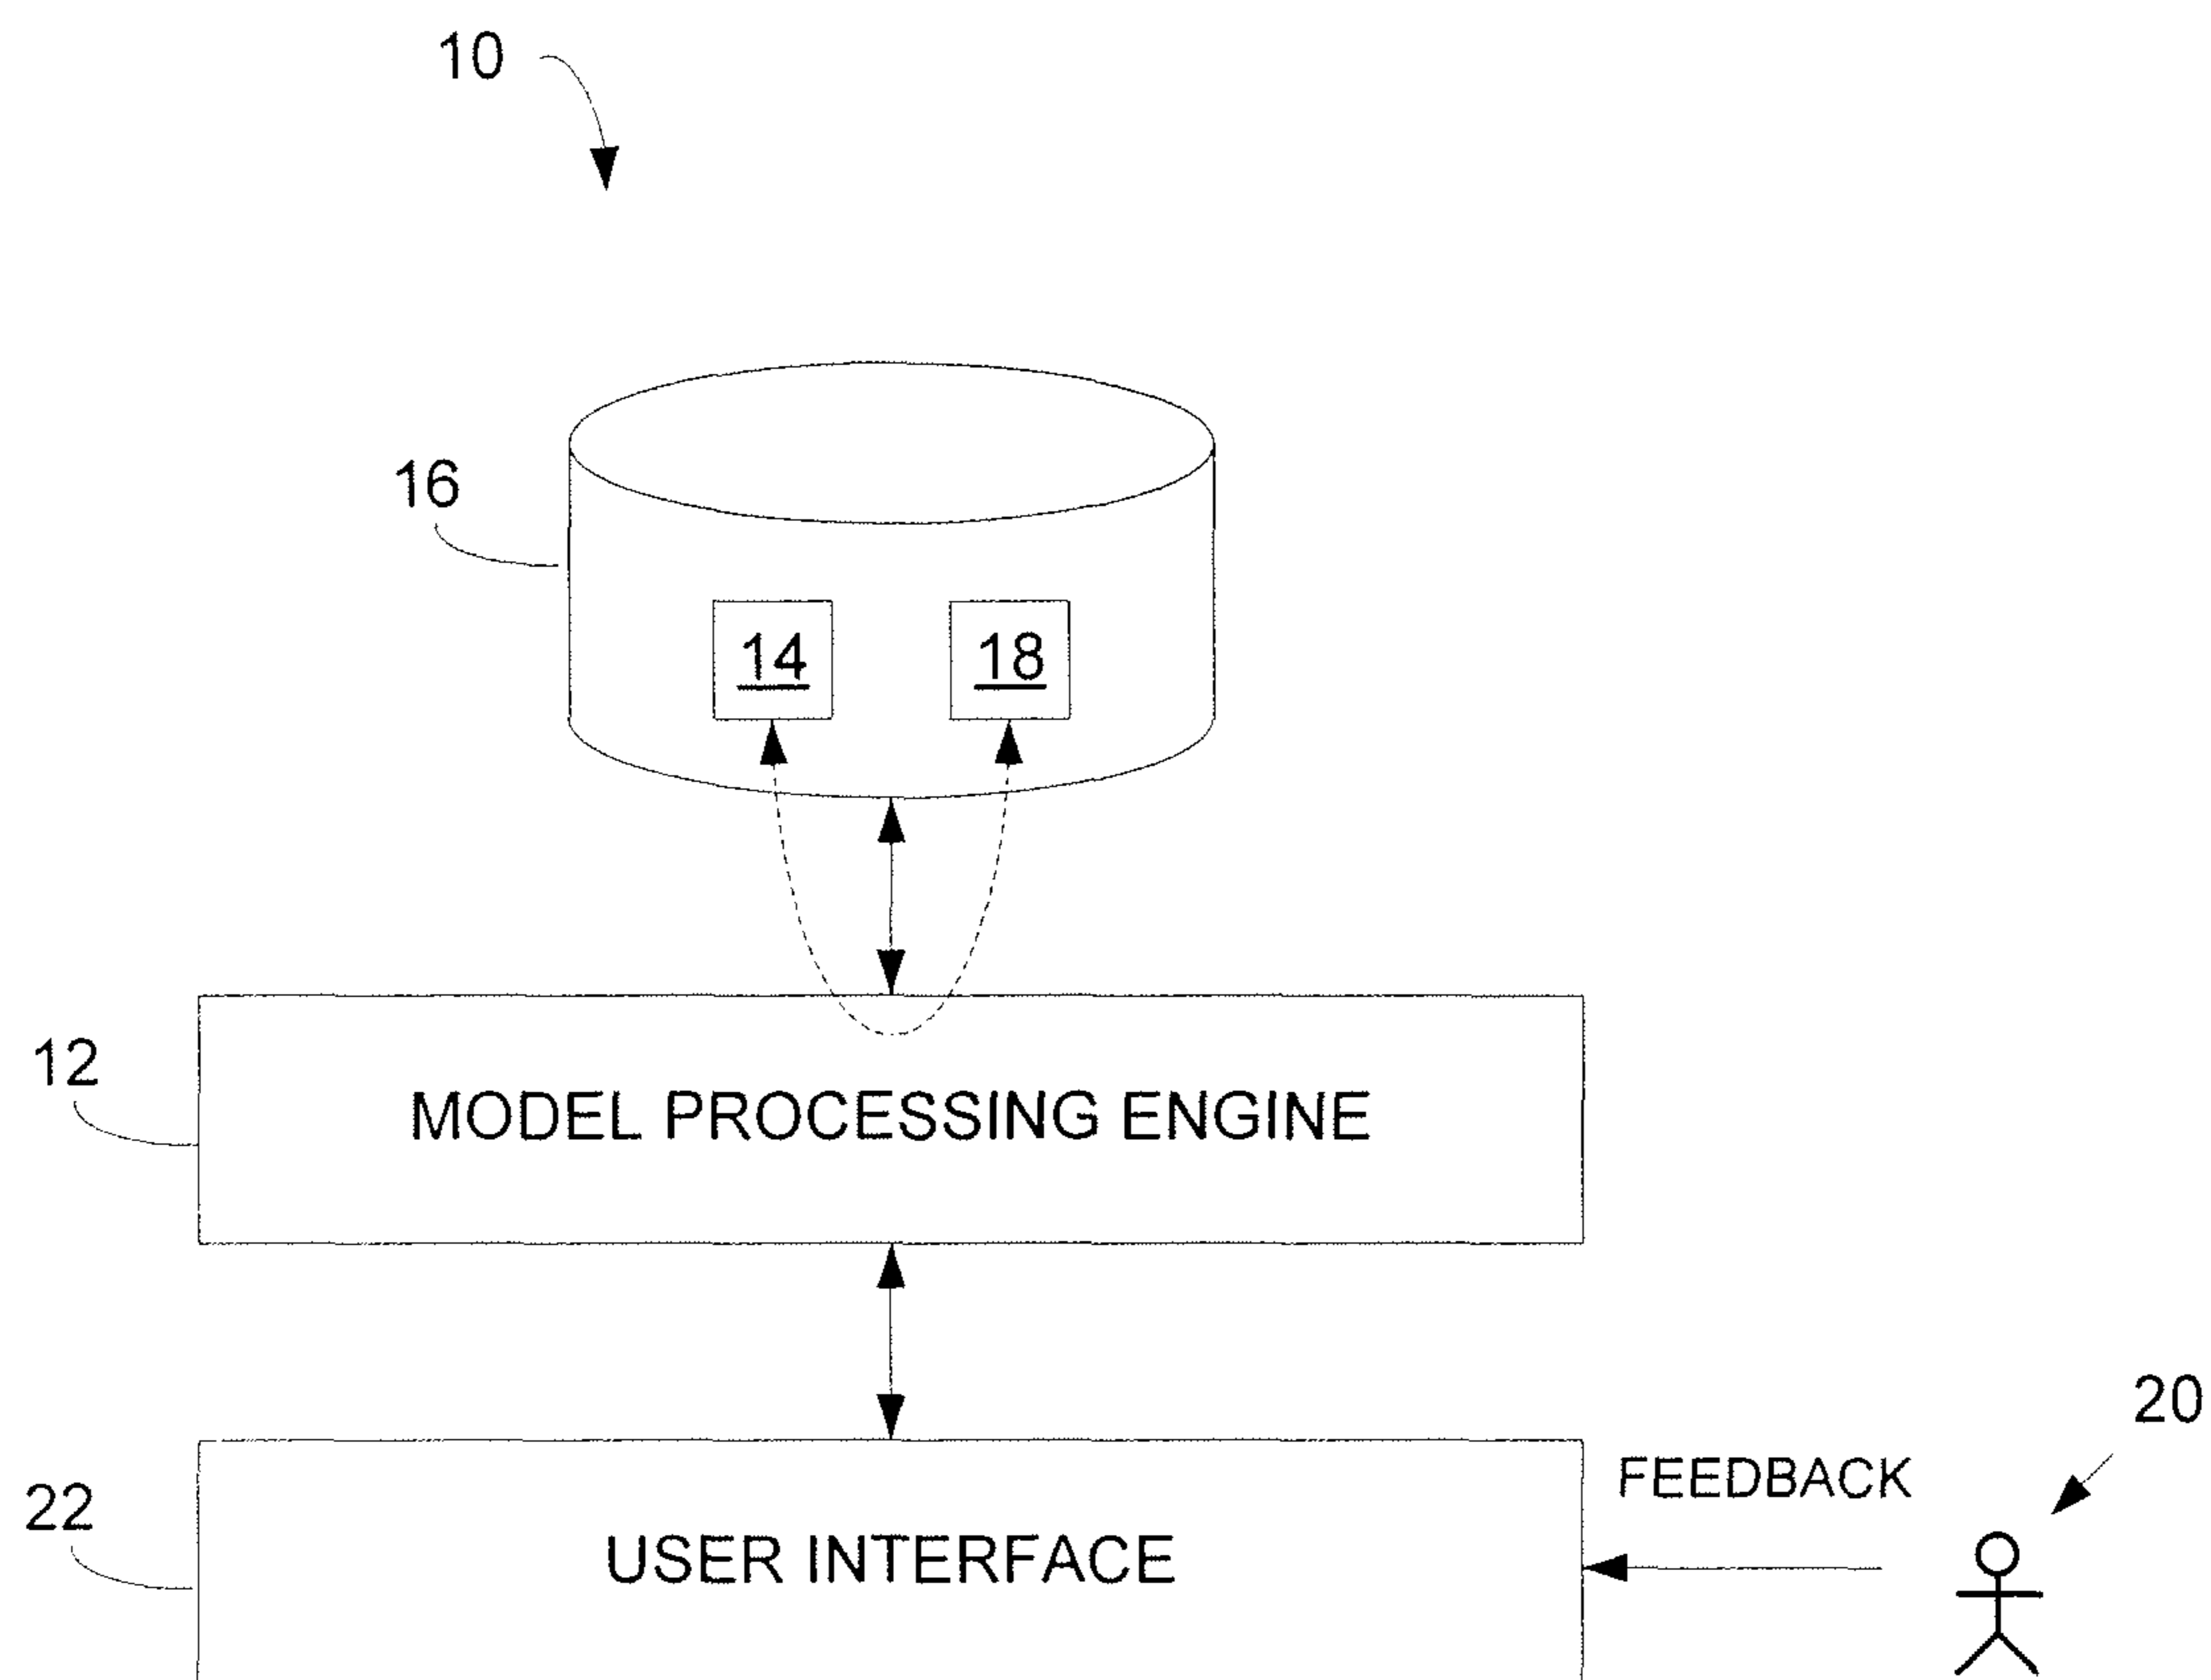 10
16
14 18
12
MODEL PROCESSING ENGINE
20
FEEDBACK
22
USER INTERFACE